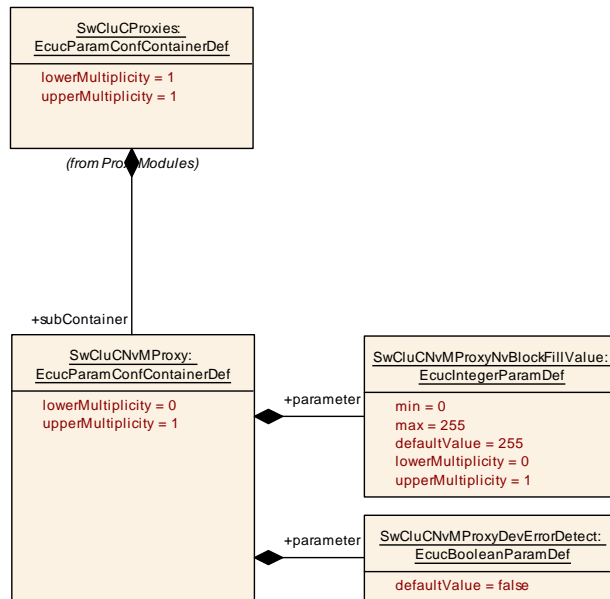 SwCluCProxies:
EcucParamConfContainerDef
lowerMultiplicity = 1
upperMultiplicity = 1
(from Proxy Modules)
+subContainer
SwCluCNvMProxy:
EcucParamConfContainerDef
lowerMultiplicity = 0
upperMultiplicity = 1
+parameter
SwCluCNvMProxyNvBlockFillValue:
EcucIntegerParamDef
min = 0
max = 255
defaultValue = 255
lowerMultiplicity = 0
upperMultiplicity = 1
+parameter
SwCluCNvMProxyDevErrorDetect:
EcucBooleanParamDef
defaultValue = false